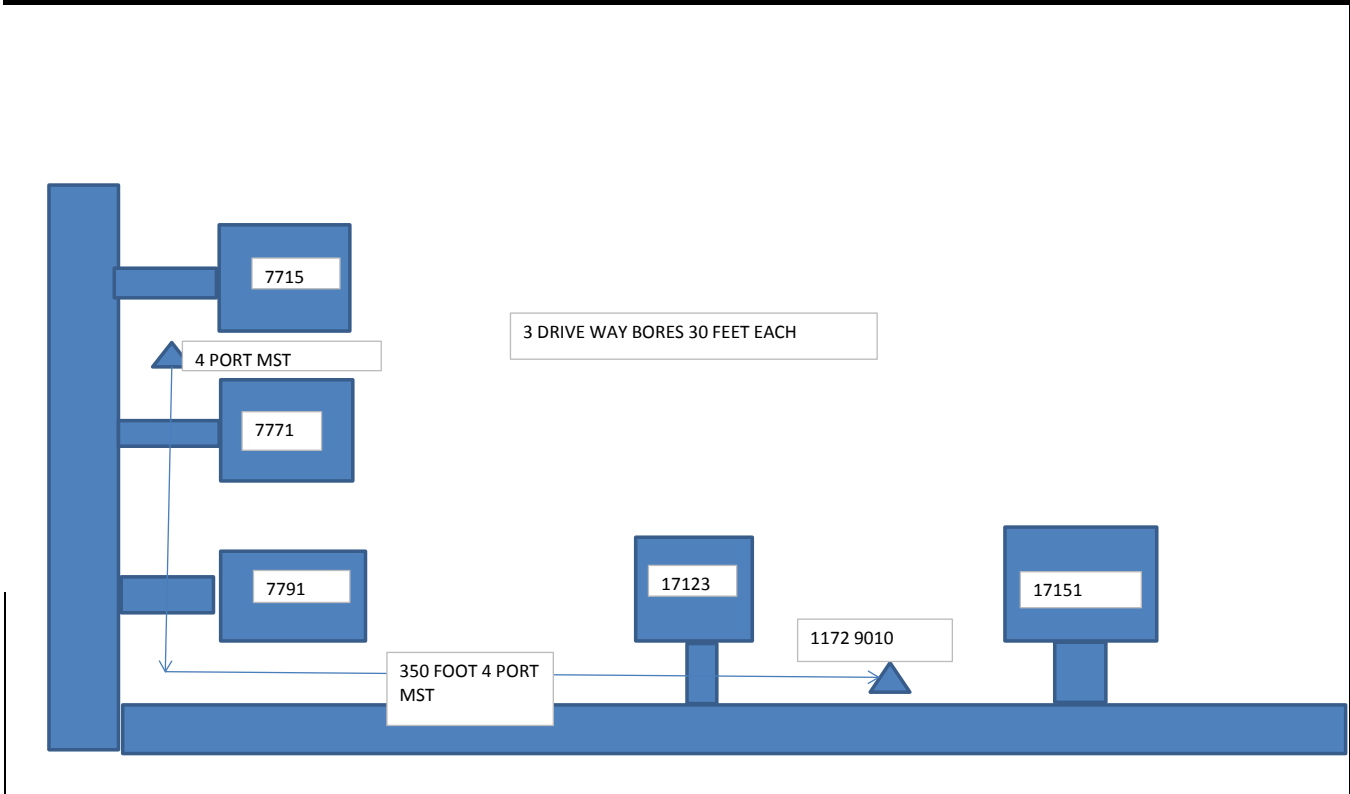 7715
3 DRIVE WAY BORES 30 FEET EACH
4 PORT MST
7771
7791
17123
17151
1172 9010
350 FOOT 4 PORT
MST